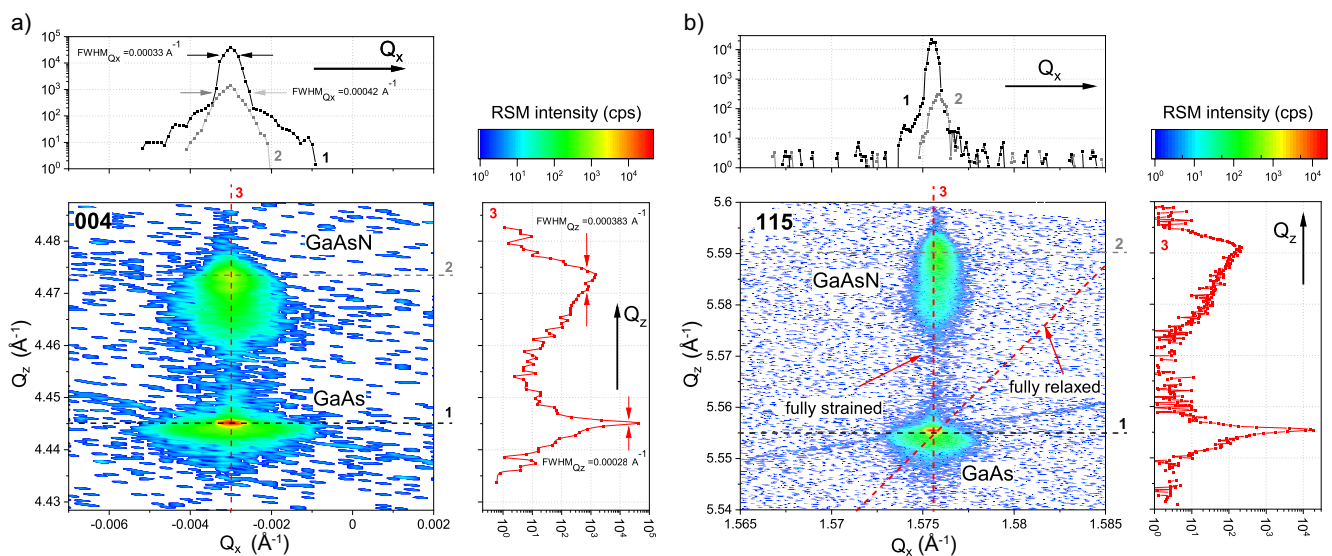 a)
10⁵
10⁴
10³
10²
10¹
10⁰
FWHM_Qx =0.00033 A⁻¹
FWHM_Qx =0.00042 A⁻¹
Q_x
1
2
RSM intensity (cps)
10⁰ 10¹ 10² 10³ 10⁴
004
3
GaAsN
GaAs
2
1
4.48
4.47
4.46
4.45
4.44
4.43
Q_z (Å⁻¹)
-0.006 -0.004 -0.002 0 0.002
Q_x (Å⁻¹)
3
FWHM_Qz =0.000383 A⁻¹
Q_z
FWHM_Qz =0.00028 A⁻¹
10⁰ 10¹ 10² 10³ 10⁴ 10⁵
b)
10⁴
10³
10²
10¹
10⁰
1
2
Q_x
RSM intensity (cps)
10⁰ 10¹ 10² 10³ 10⁴
115
3
GaAsN
fully strained
fully relaxed
GaAs
2
1
5.6
5.59
5.58
5.57
5.56
5.55
5.54
Q_z (Å⁻¹)
1.565 1.57 1.576 1.58 1.585
Q_x (Å⁻¹)
3
Q_z
10⁰ 10¹ 10² 10³ 10⁴